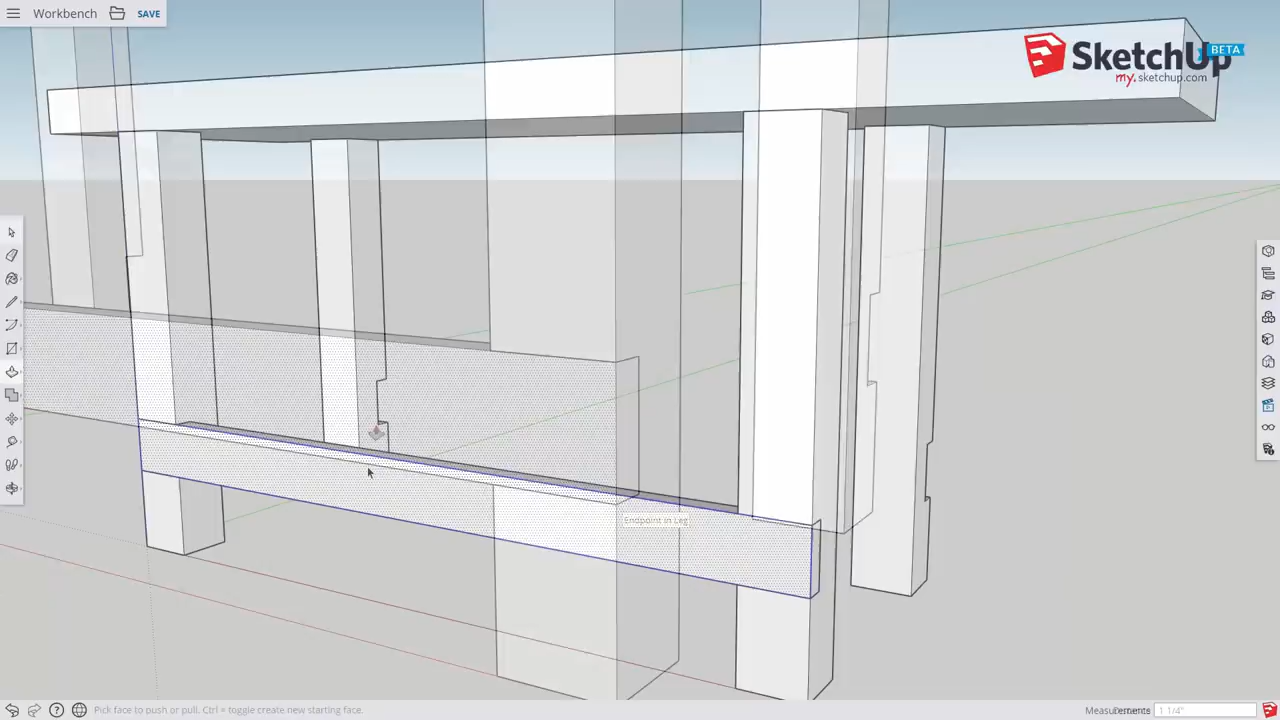 Workbench SAVE
SketchUp BETA
my.sketchup.com
Endpoint in Leg
Pick face to push or pull. Ctrl = toggle create new starting face.
Measurements 1 1/4"